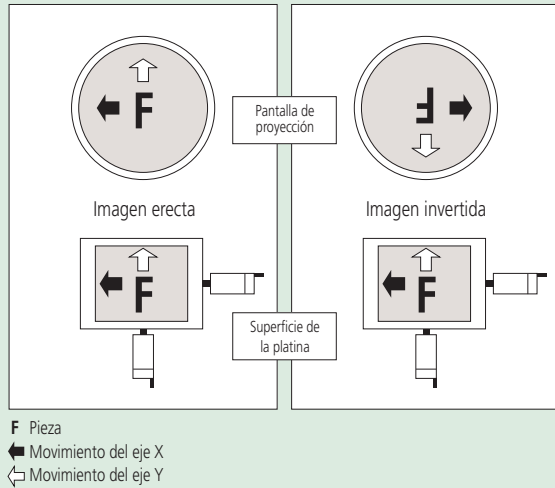 F
F
Pantalla de
proyección
Imagen erecta
Imagen invertida
F
F
Superficie de
la platina
F Pieza
Movimiento del eje X
Movimiento del eje Y